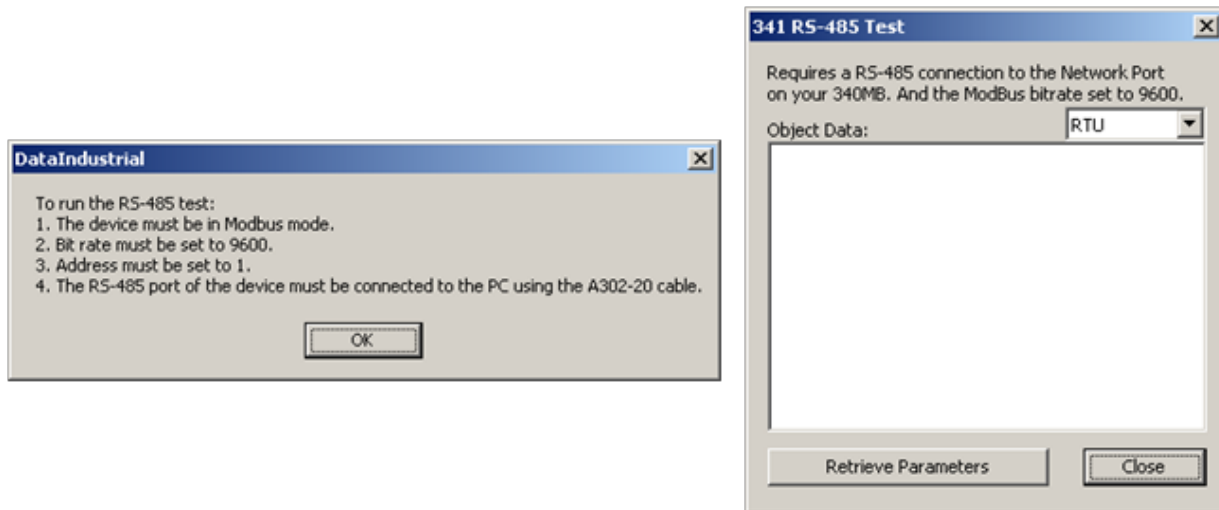 DataIndustrial
To run the RS-485 test:
1. The device must be in Modbus mode.
2. Bit rate must be set to 9600.
3. Address must be set to 1.
4. The RS-485 port of the device must be connected to the PC using the A302-20 cable.
OK
341 RS-485 Test
Requires a RS-485 connection to the Network Port
on your 340MB. And the ModBus bitrate set to 9600.
Object Data:
RTU
Retrieve Parameters
Close